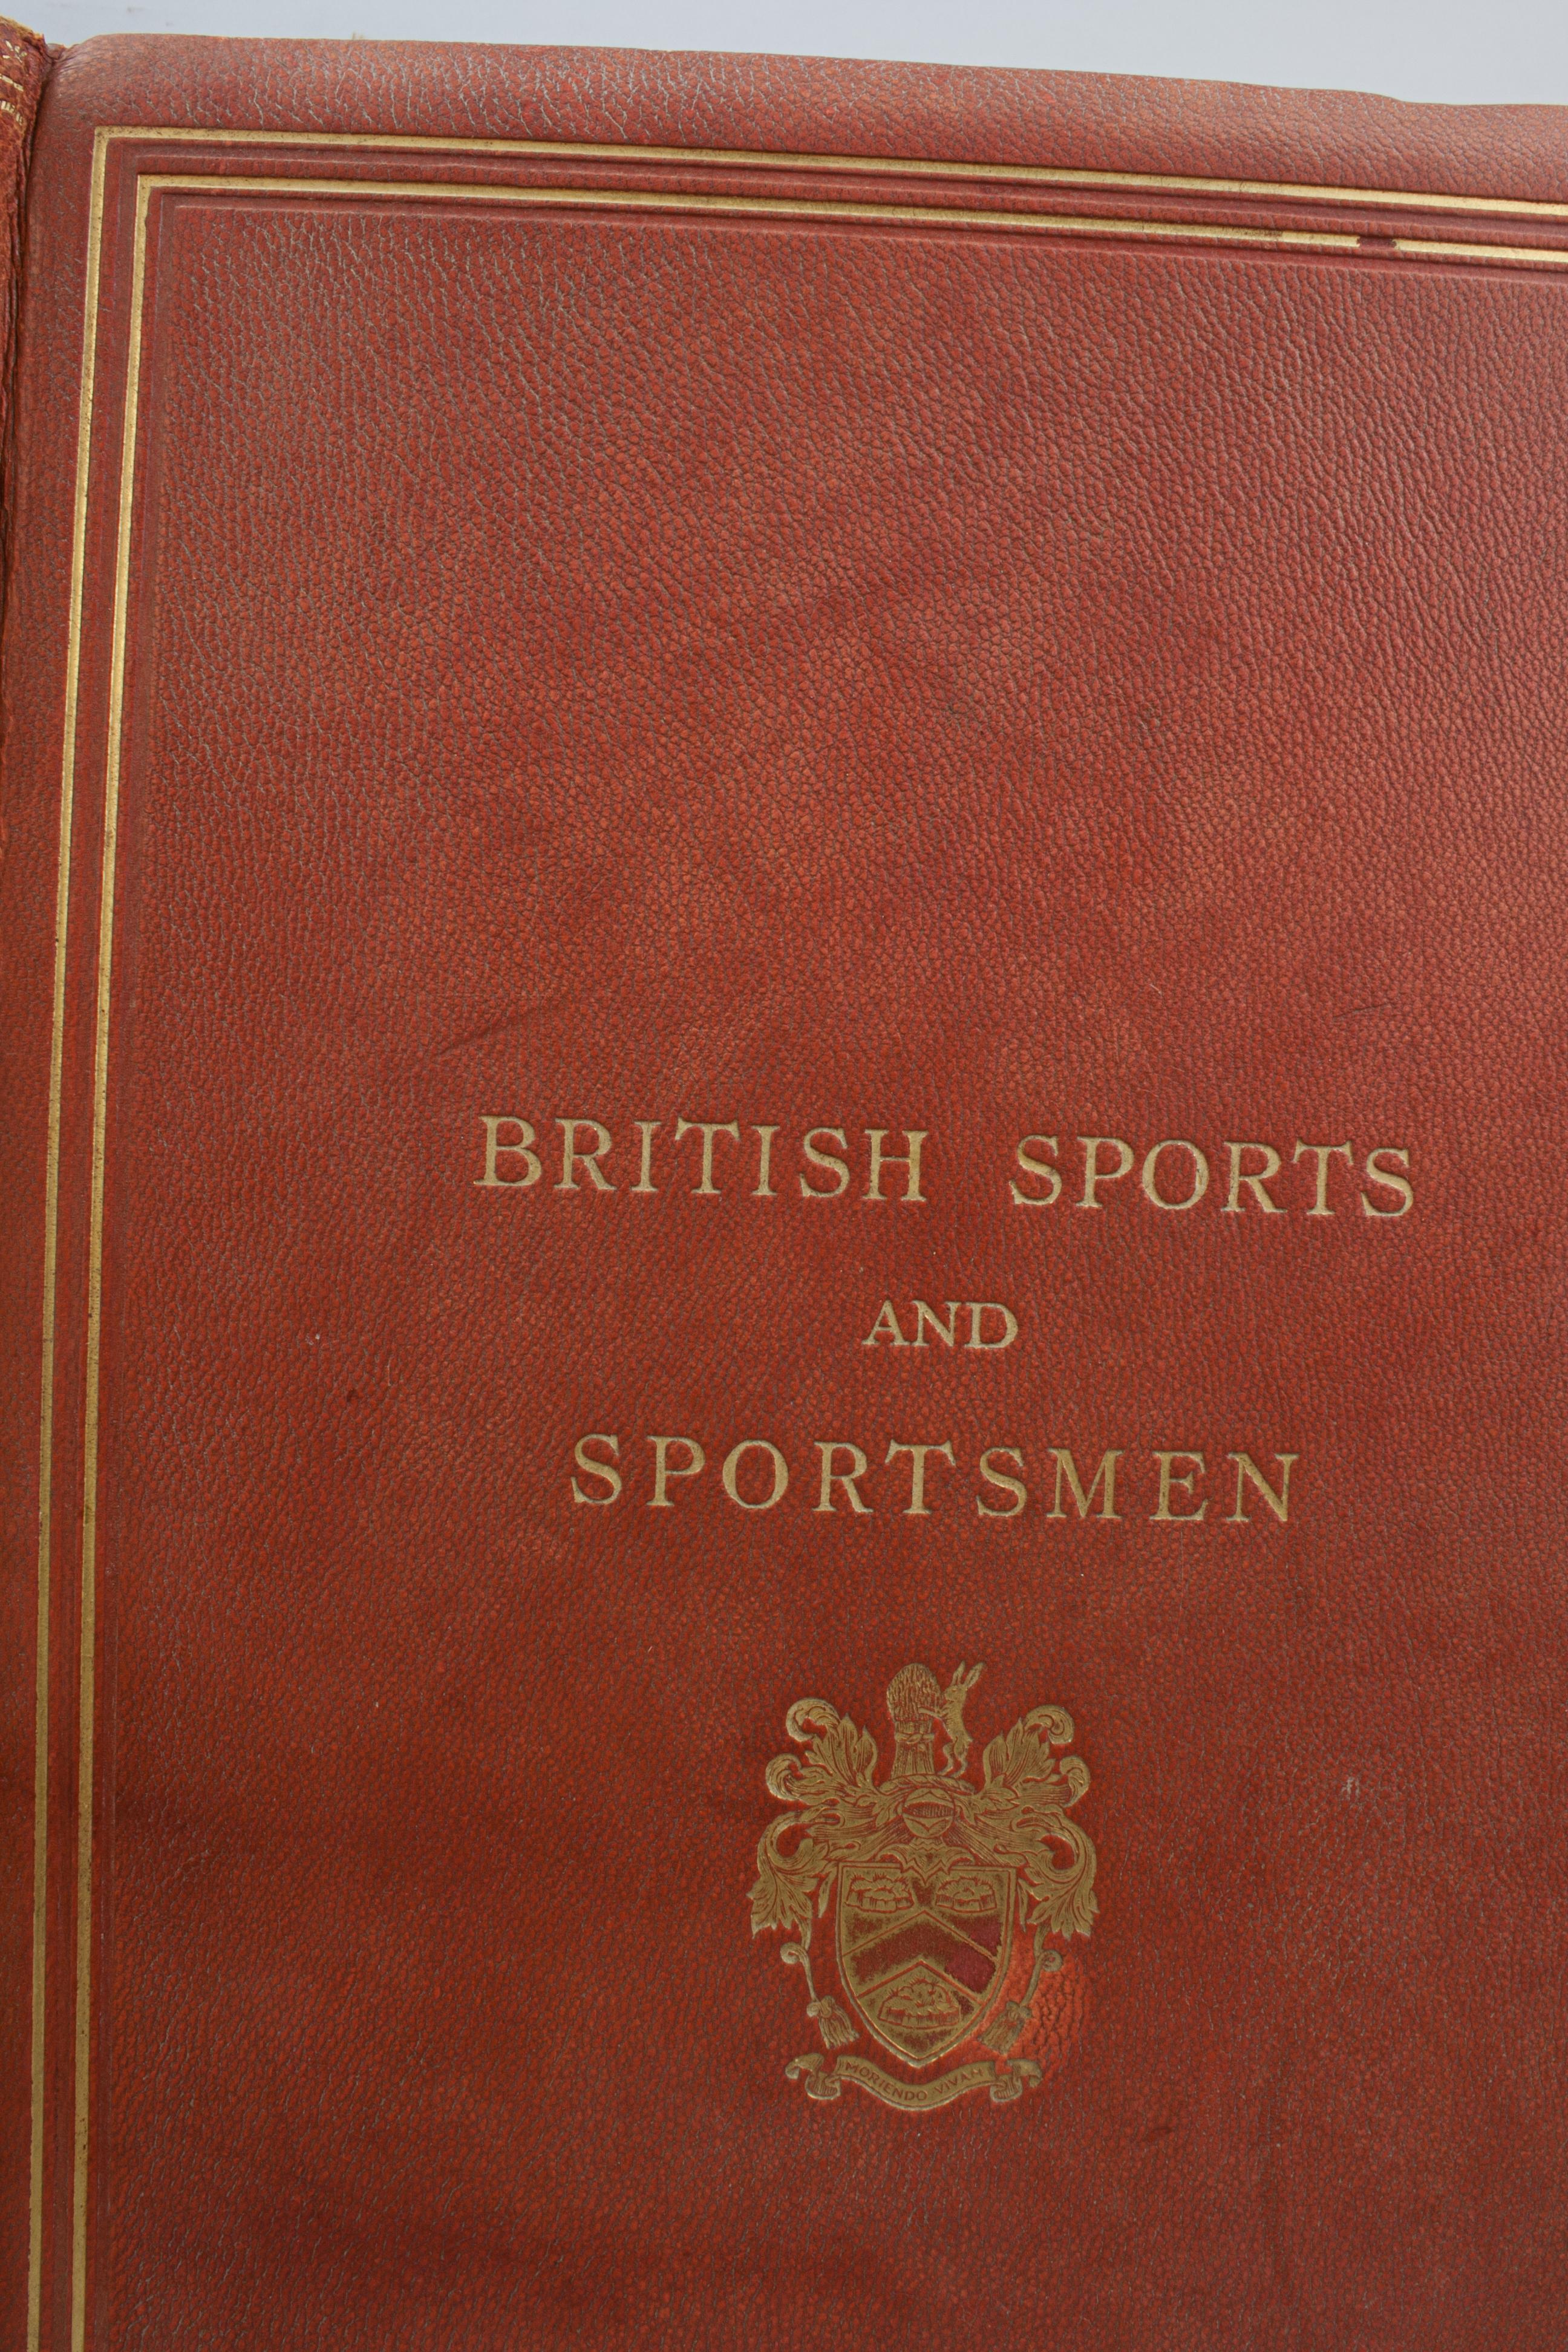 BRITISH SPORTS
AND
SPORTSMEN
MORIENDO VIVAM